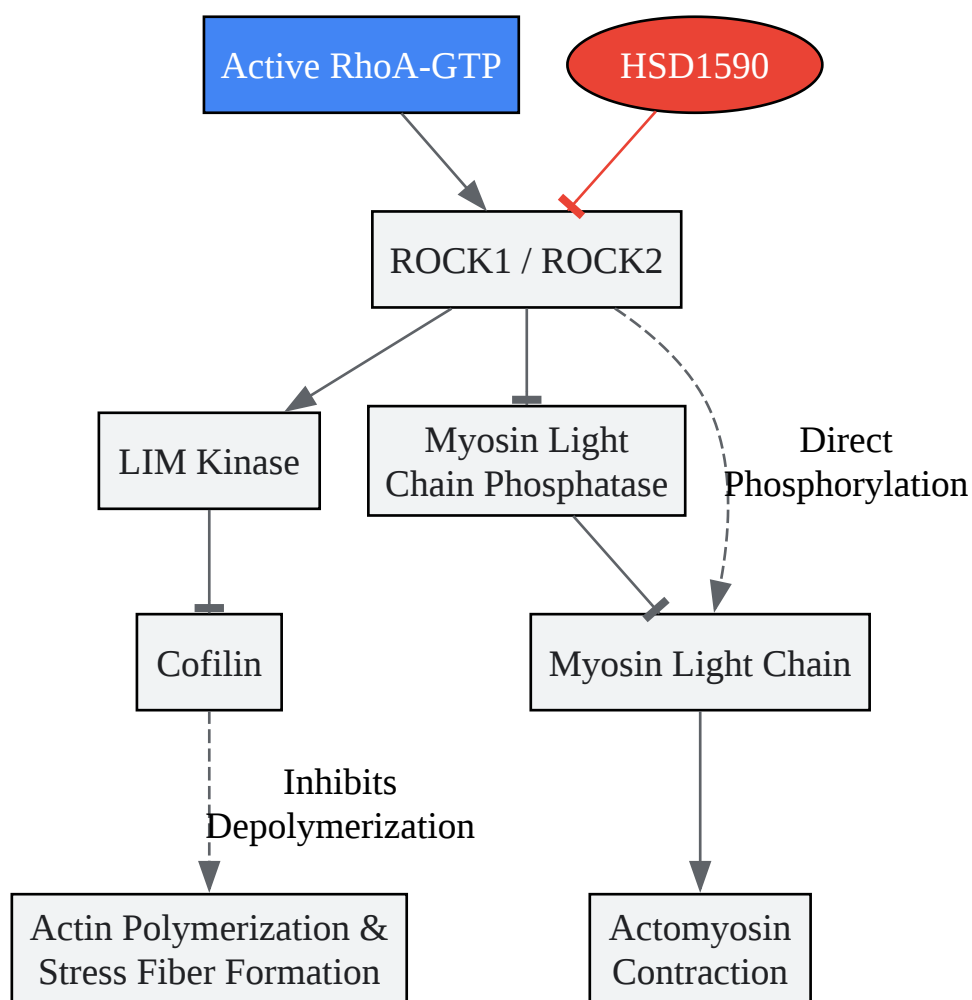 Active RhoA-GTP
HSD1590
ROCK1 / ROCK2
LIM Kinase
Myosin Light
Chain Phosphatase
Direct
Phosphorylation
Cofilin
Myosin Light Chain
Inhibits
Depolymerization
Actin Polymerization &
Stress Fiber Formation
Actomyosin
Contraction